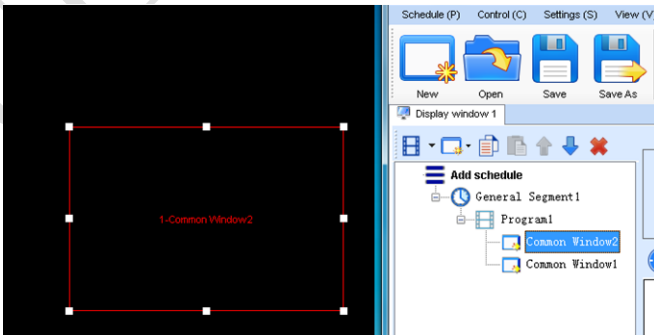 Schedule (P) Control (C) Settings (S) View (V
New Open Save Save As
Display window 1
Add schedule
General Segment1
Program1
Common Window2
Common Window1
1-Common Window2